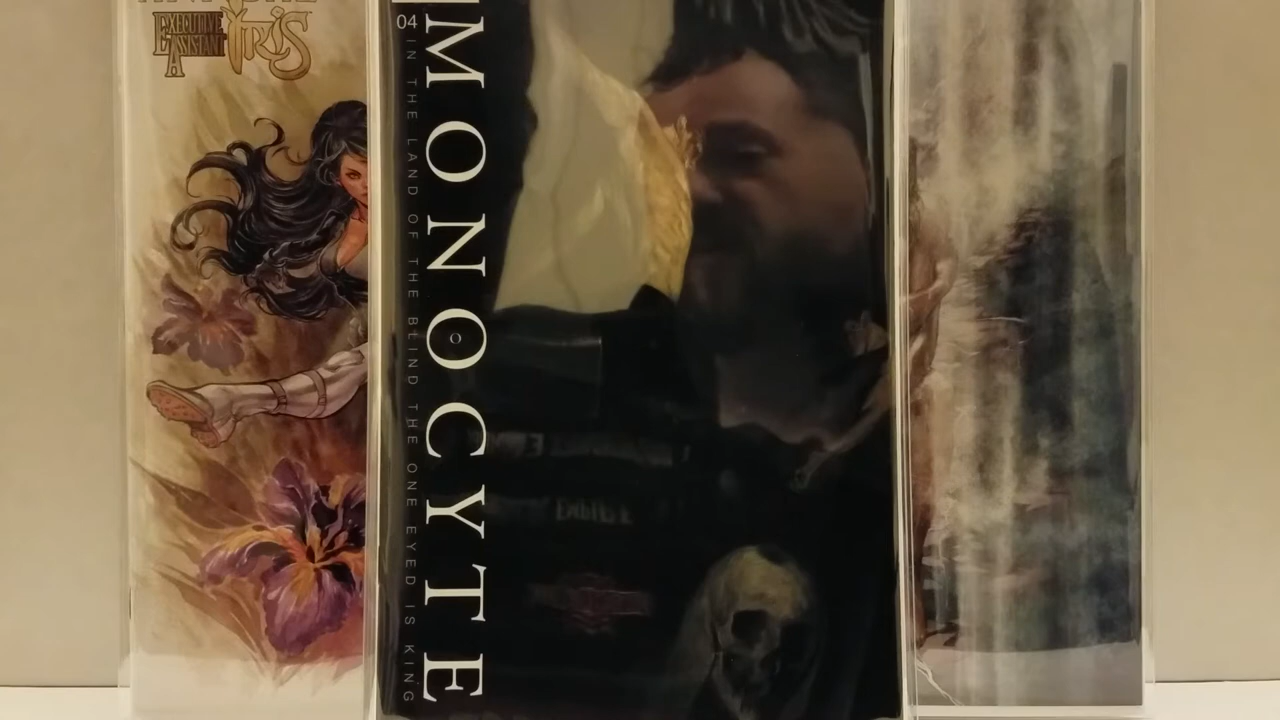 EXECUTIVE
ASSISTANT
IRIS
04
IN THE LAND OF THE BLIND THE ONE EYED IS KING
MONOCYTE